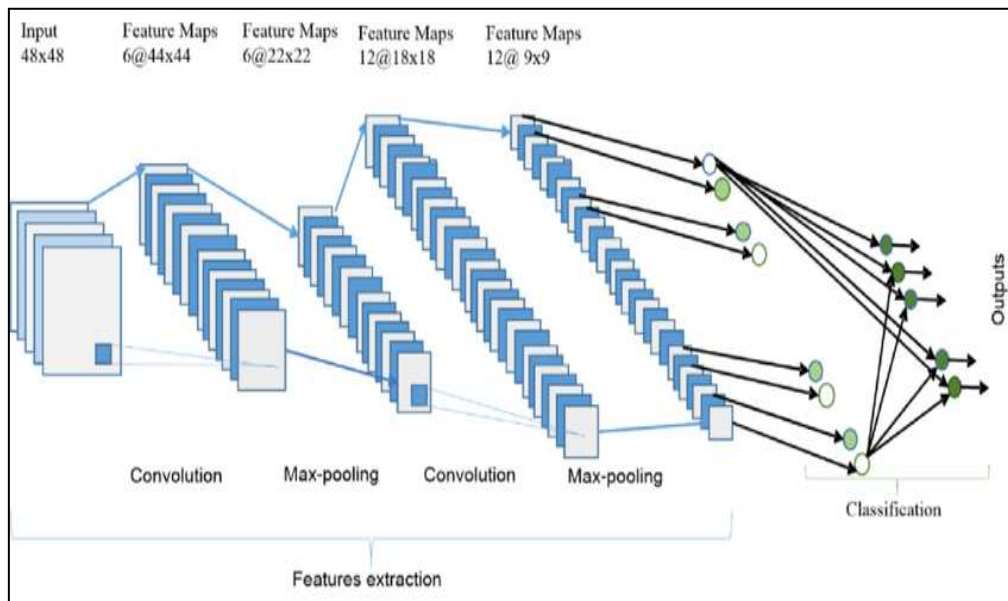 Input
48x48
Feature Maps
6@44x44
Feature Maps
6@22x22
Feature Maps
12@18x18
Feature Maps
12@ 9x9
Outputs
Convolution
Max-pooling
Convolution
Max-pooling
Classification
Features extraction